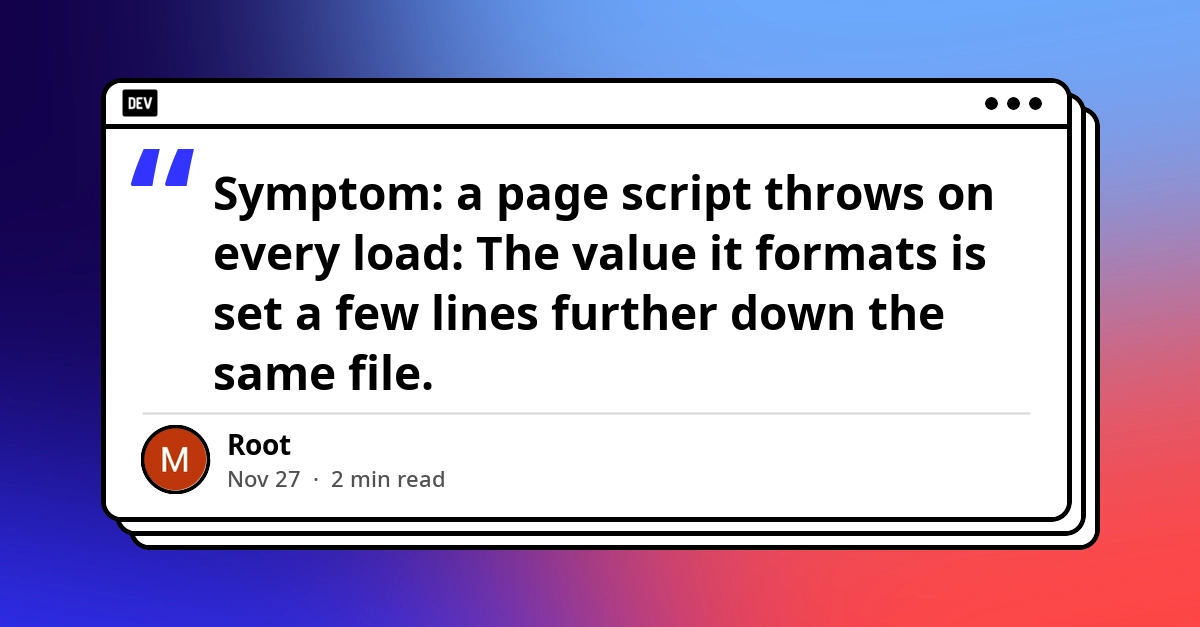 DEV
“ Symptom: a page script throws on
every load: The value it formats is
set a few lines further down the
same file.
M
Root
Nov 27 · 2 min read